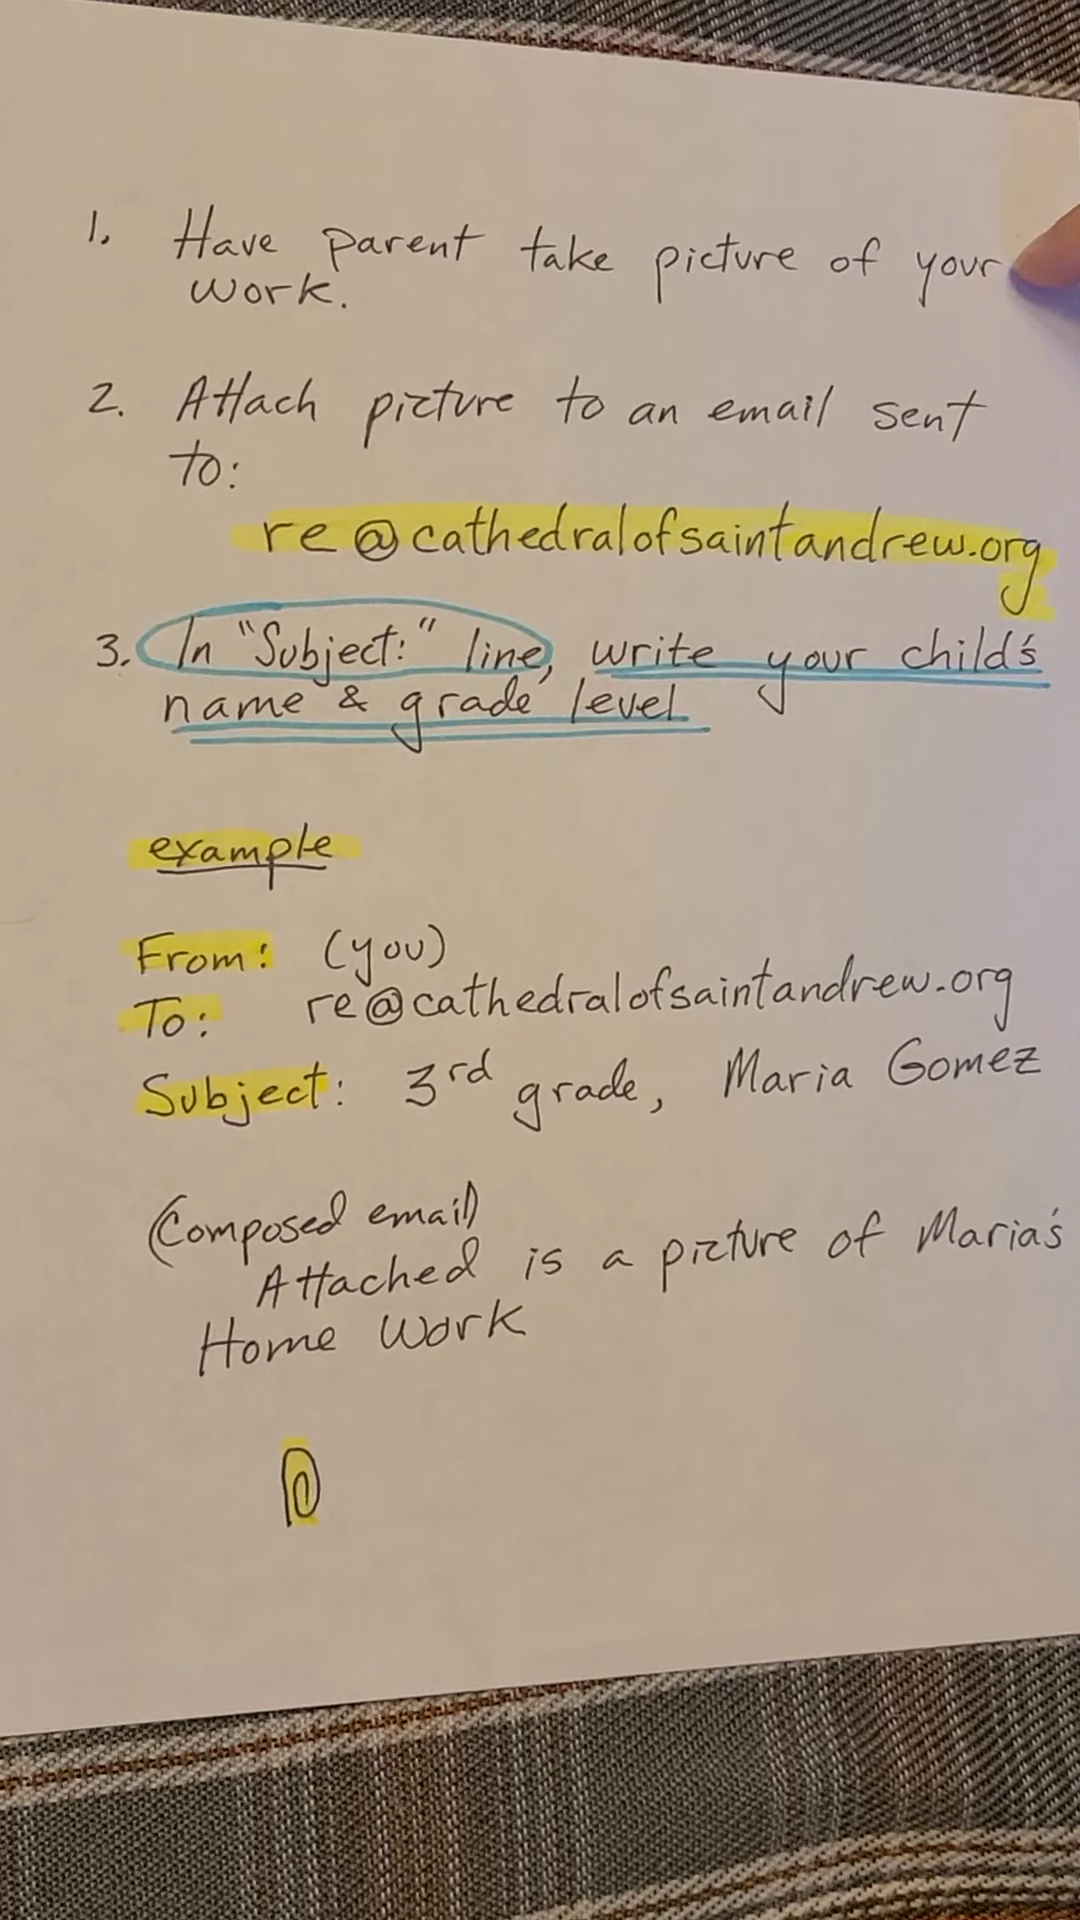 1. Have parent take picture of your
work.
2. Attach picture to an email sent
to:
re@cathedralofsaintandrew.org
3. In "Subject:" line, write your child's
name & grade level
example
From: (you)
To: re@cathedralofsaintandrew.org
Subject: 3rd grade, Maria Gomez
(Composed email)
Attached is a picture of Maria's
Home Work